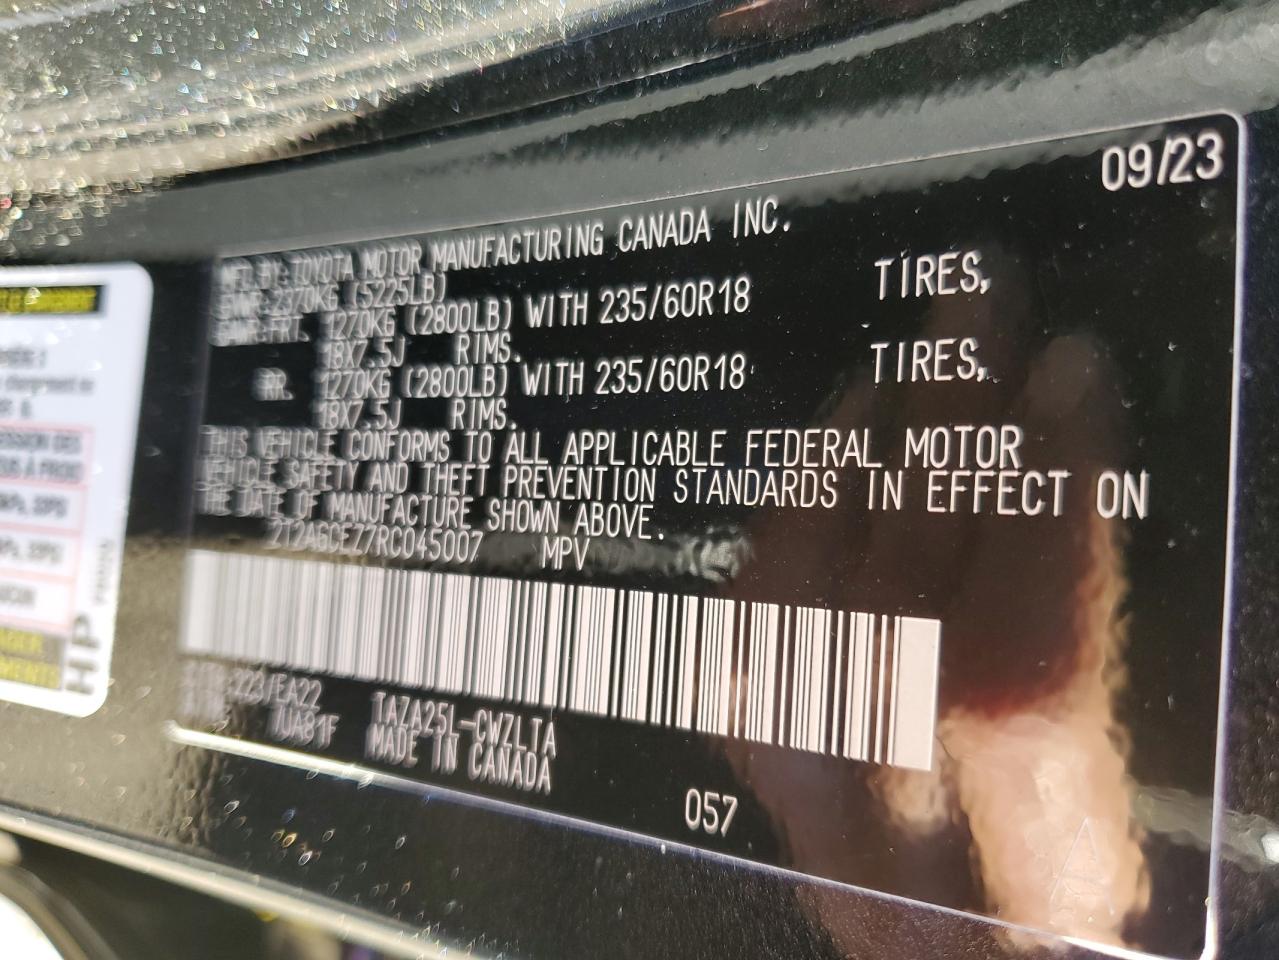 09/23
MFD.BY:TOYOTA MOTOR MANUFACTURING CANADA INC.
GVWR:2370KG (5225LB)
GAWR:FRT. 1270KG (2800LB) WITH 235/60R18 TIRES,
18X7.5J RIMS.
RR. 1270KG (2800LB) WITH 235/60R18 TIRES,
18X7.5J RIMS.
THIS VEHICLE CONFORMS TO ALL APPLICABLE FEDERAL MOTOR
VEHICLE SAFETY AND THEFT PREVENTION STANDARDS IN EFFECT ON
THE DATE OF MANUFACTURE SHOWN ABOVE.
2T2A6CEZ7RC045007 MPV
223/EA22 TAZA25L-CWZLTA
MADE IN CANADA
057
HP